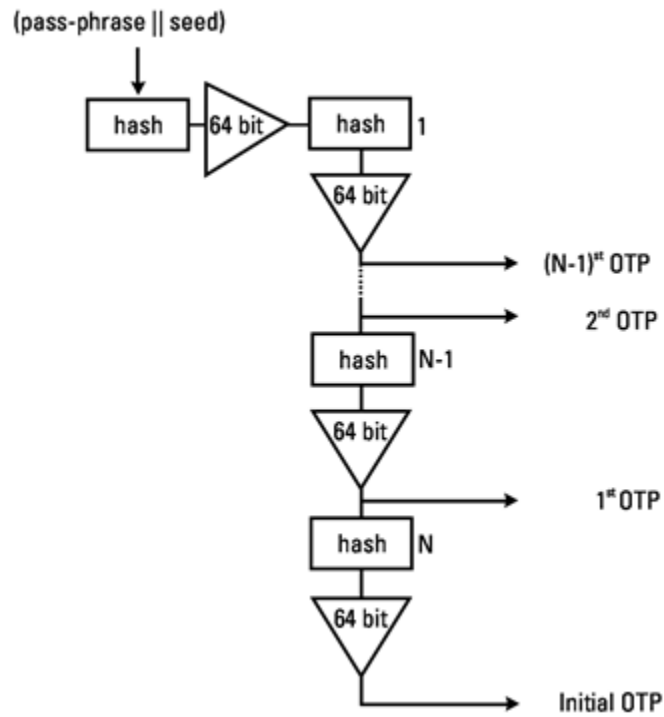 (pass-phrase || seed)
hash
64 bit
hash
1
64 bit
(N-1)st OTP
2nd OTP
hash
N-1
64 bit
1st OTP
hash
N
64 bit
Initial OTP